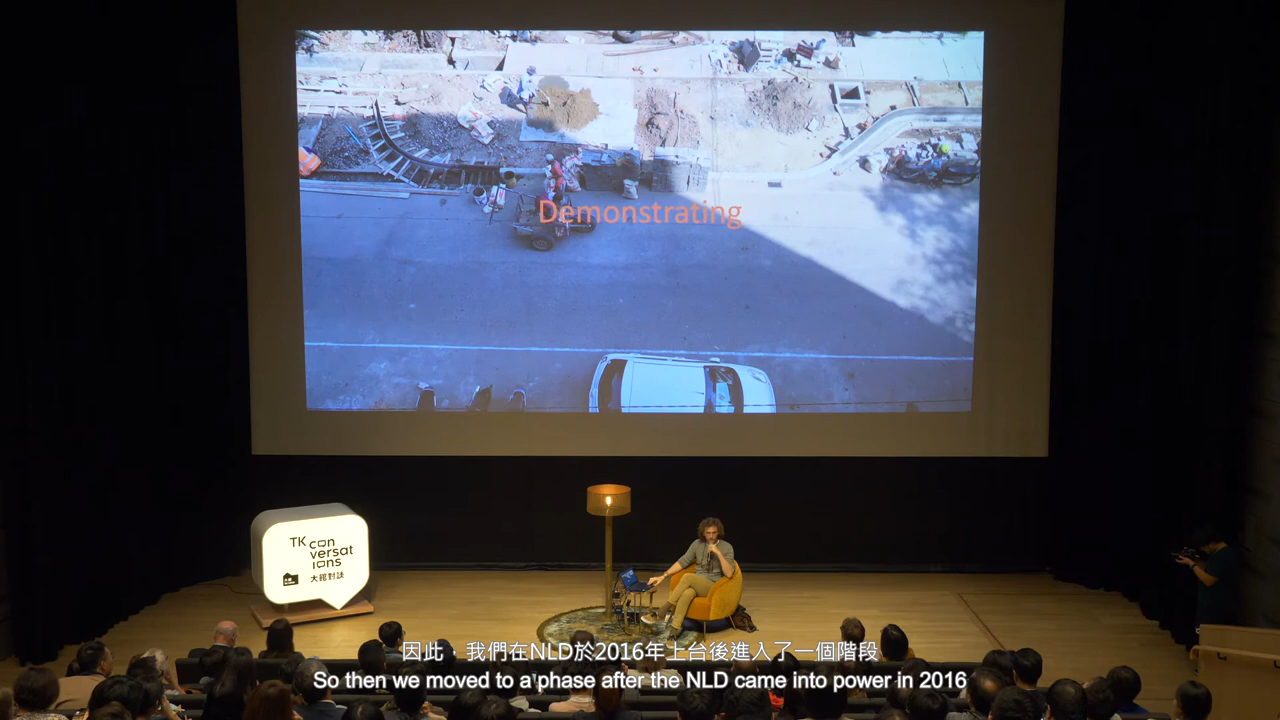 Demonstrating
TK con
versat
ions
大館對談
因此，我們在NLD於2016年上台後進入了一個階段
So then we moved to a phase after the NLD came into power in 2016